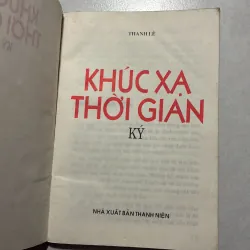 THANH LÊ
KHÚC XẠ
THỜI GIAN
KÝ
NHÀ XUẤT BẢN THANH NIÊN